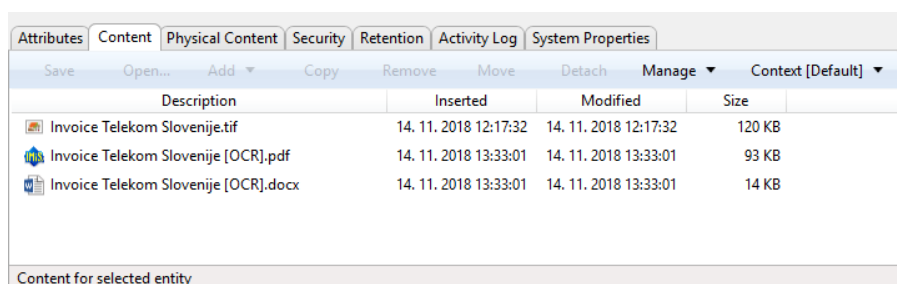 Attributes Content Physical Content Security Retention Activity Log System Properties
Save Open... Add Copy Remove Move Detach Manage Context [Default]
Description Inserted Modified Size
Invoice Telekom Slovenije.tif 14. 11. 2018 12:17:32 14. 11. 2018 12:17:32 120 KB
Invoice Telekom Slovenije [OCR].pdf 14. 11. 2018 13:33:01 14. 11. 2018 13:33:01 93 KB
Invoice Telekom Slovenije [OCR].docx 14. 11. 2018 13:33:01 14. 11. 2018 13:33:01 14 KB
Content for selected entity